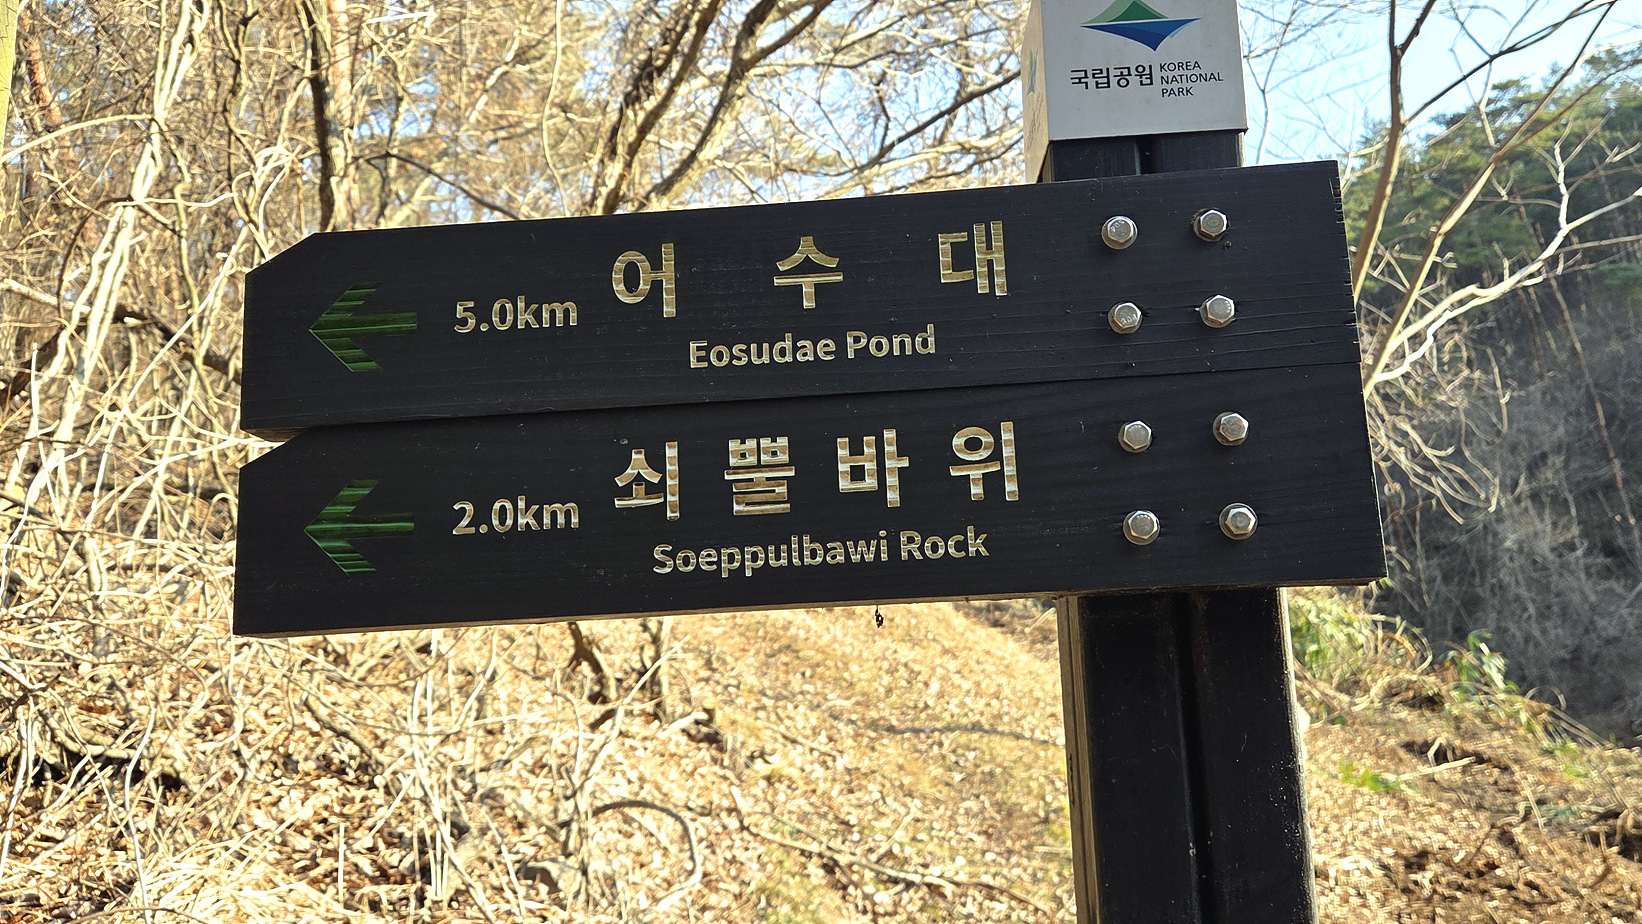 국립공원 KOREA NATIONAL PARK
5.0km 어 수 대
Eosudae Pond
2.0km 쇠 뿔 바 위
Soeppulbawi Rock